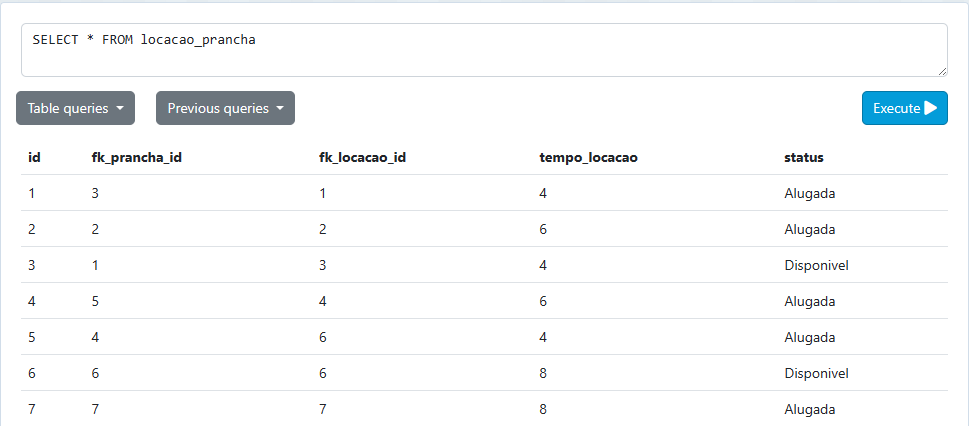 SELECT * FROM locacao_prancha
Table queries Previous queries Execute
id fk_prancha_id fk_locacao_id tempo_locacao status
1 3 1 4 Alugada
2 2 2 6 Alugada
3 1 3 4 Disponivel
4 5 4 6 Alugada
5 4 6 4 Alugada
6 6 6 8 Disponivel
7 7 7 8 Alugada